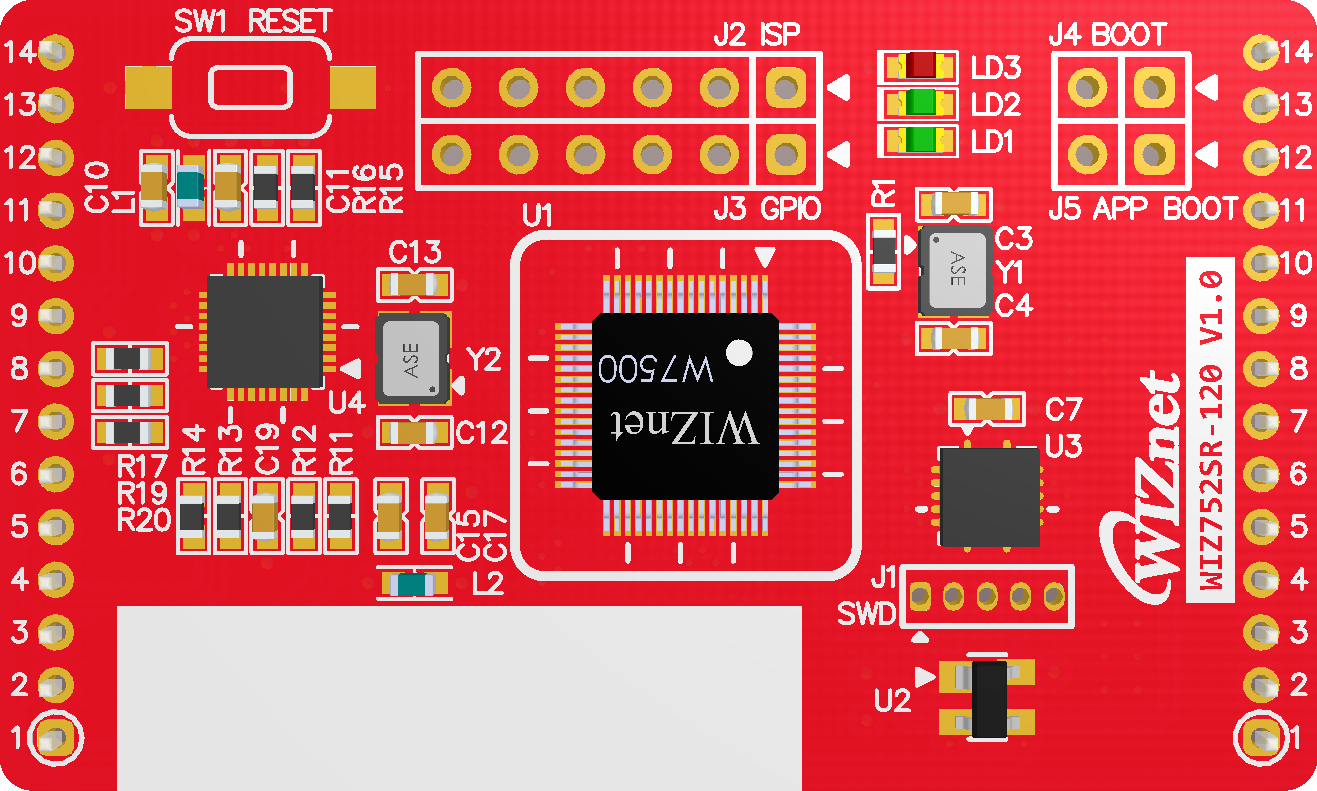 SW1 RESET
J2 ISP
J4 BOOT
14
13
12
11
10
9
8
7
6
5
4
3
2
1
LD3
LD2
LD1
14
13
12
11
10
9
8
7
6
5
4
3
2
1
C10
L1
C11
R16
R15
J3 GPIO
J5 APP BOOT
U1
R1
C3
Y1
C4
ASE
C13
ASE
Y2
U4
C12
W7500
WIZnet
C7
U3
R17
R19
R20
R14
R13
C19
R12
R11
C15
C17
L2
J1
SWD
U2
WIZnet
WIZ752SR-120 V1.0